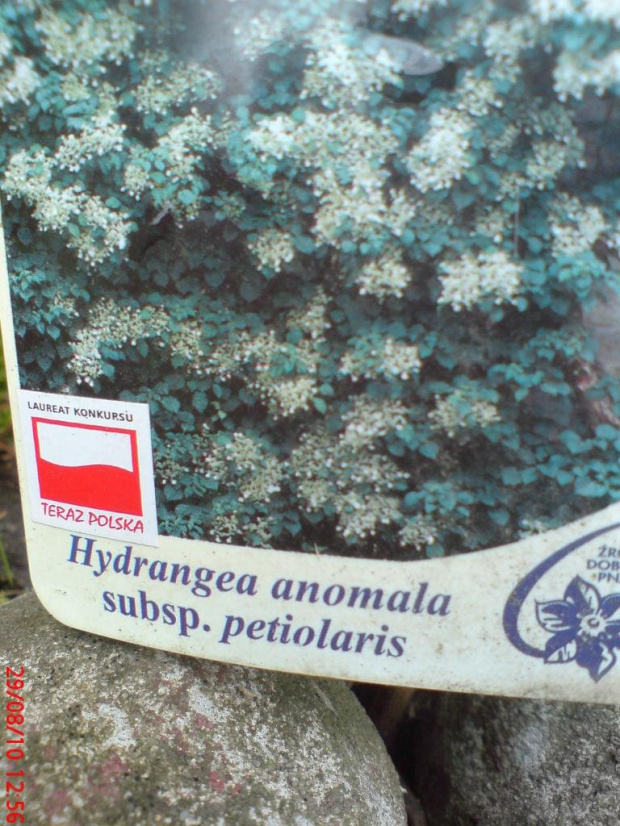 LAUREAT KONKURSU
TERAZ POLSKA
Hydrangea anomala
subsp. petiolaris
29/08/10 12:56